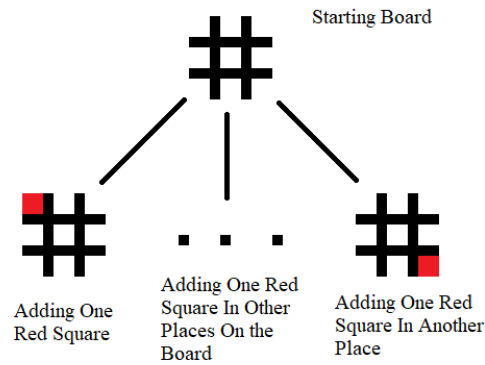 Starting Board
Adding One
Red Square
Adding One Red
Square In Other
Places On the
Board
Adding One Red
Square In Another
Place